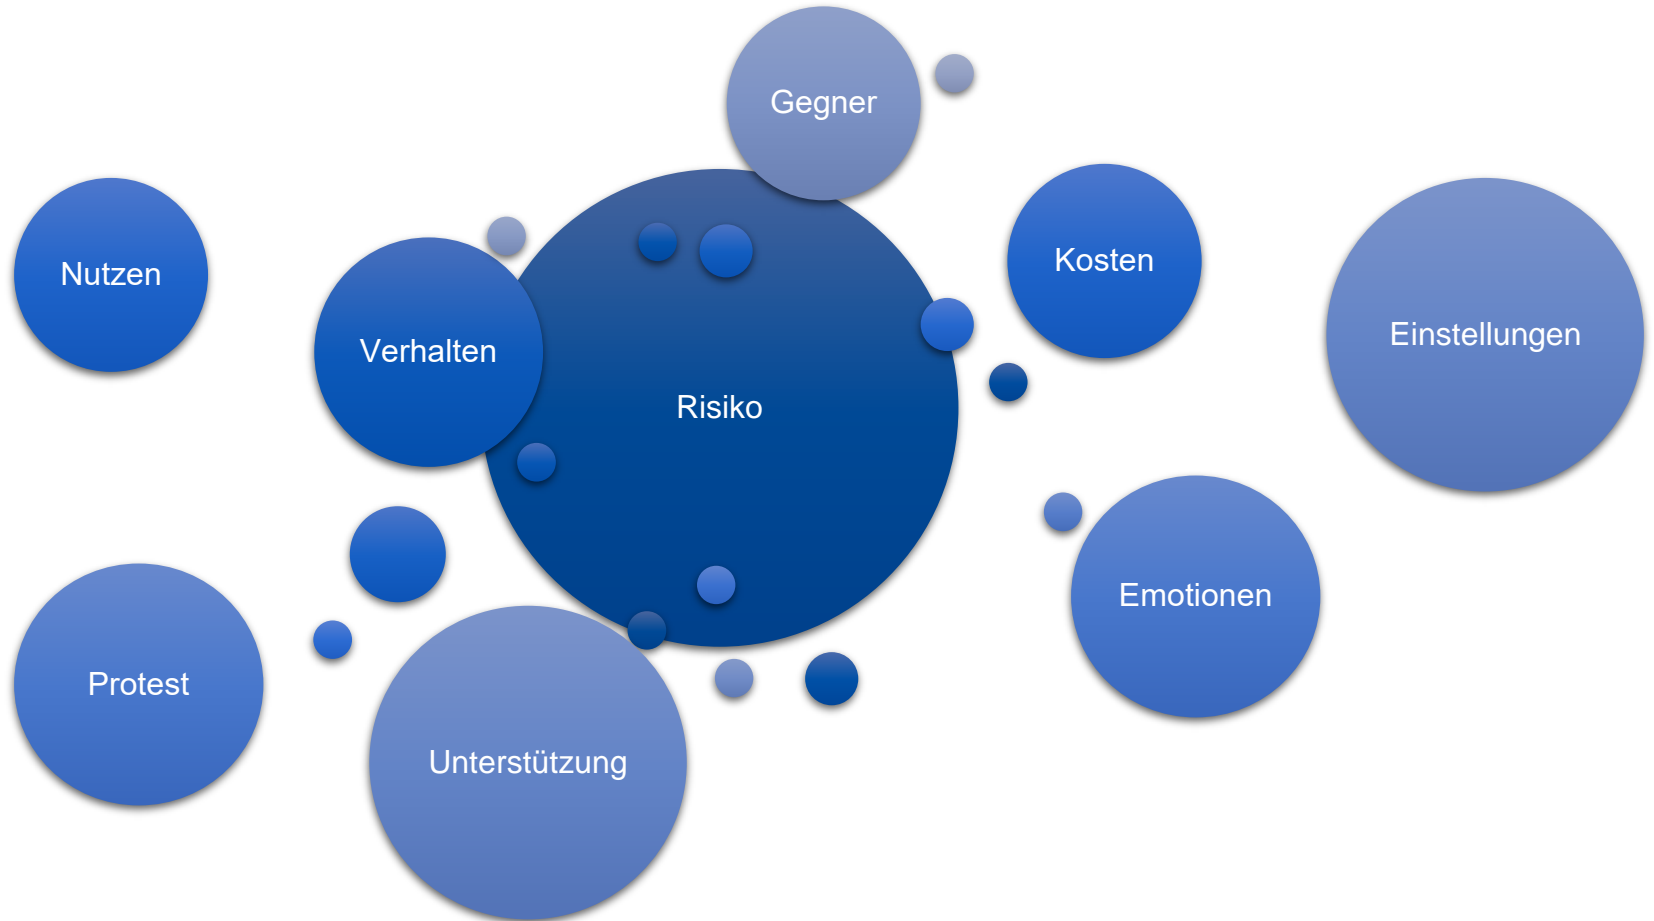 Gegner
Nutzen
Kosten
Verhalten
Einstellungen
Risiko
Emotionen
Protest
Unterstützung